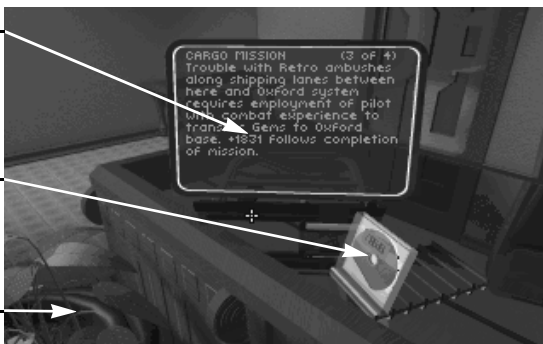 CARGO MISSION (3 of 4)
Trouble with Retro ambushes
along shipping lanes between
here and Oxford system
requires employment of pilot
with combat experience to
transfer Gems to Oxford
base. +1831 follows completion
of mission.